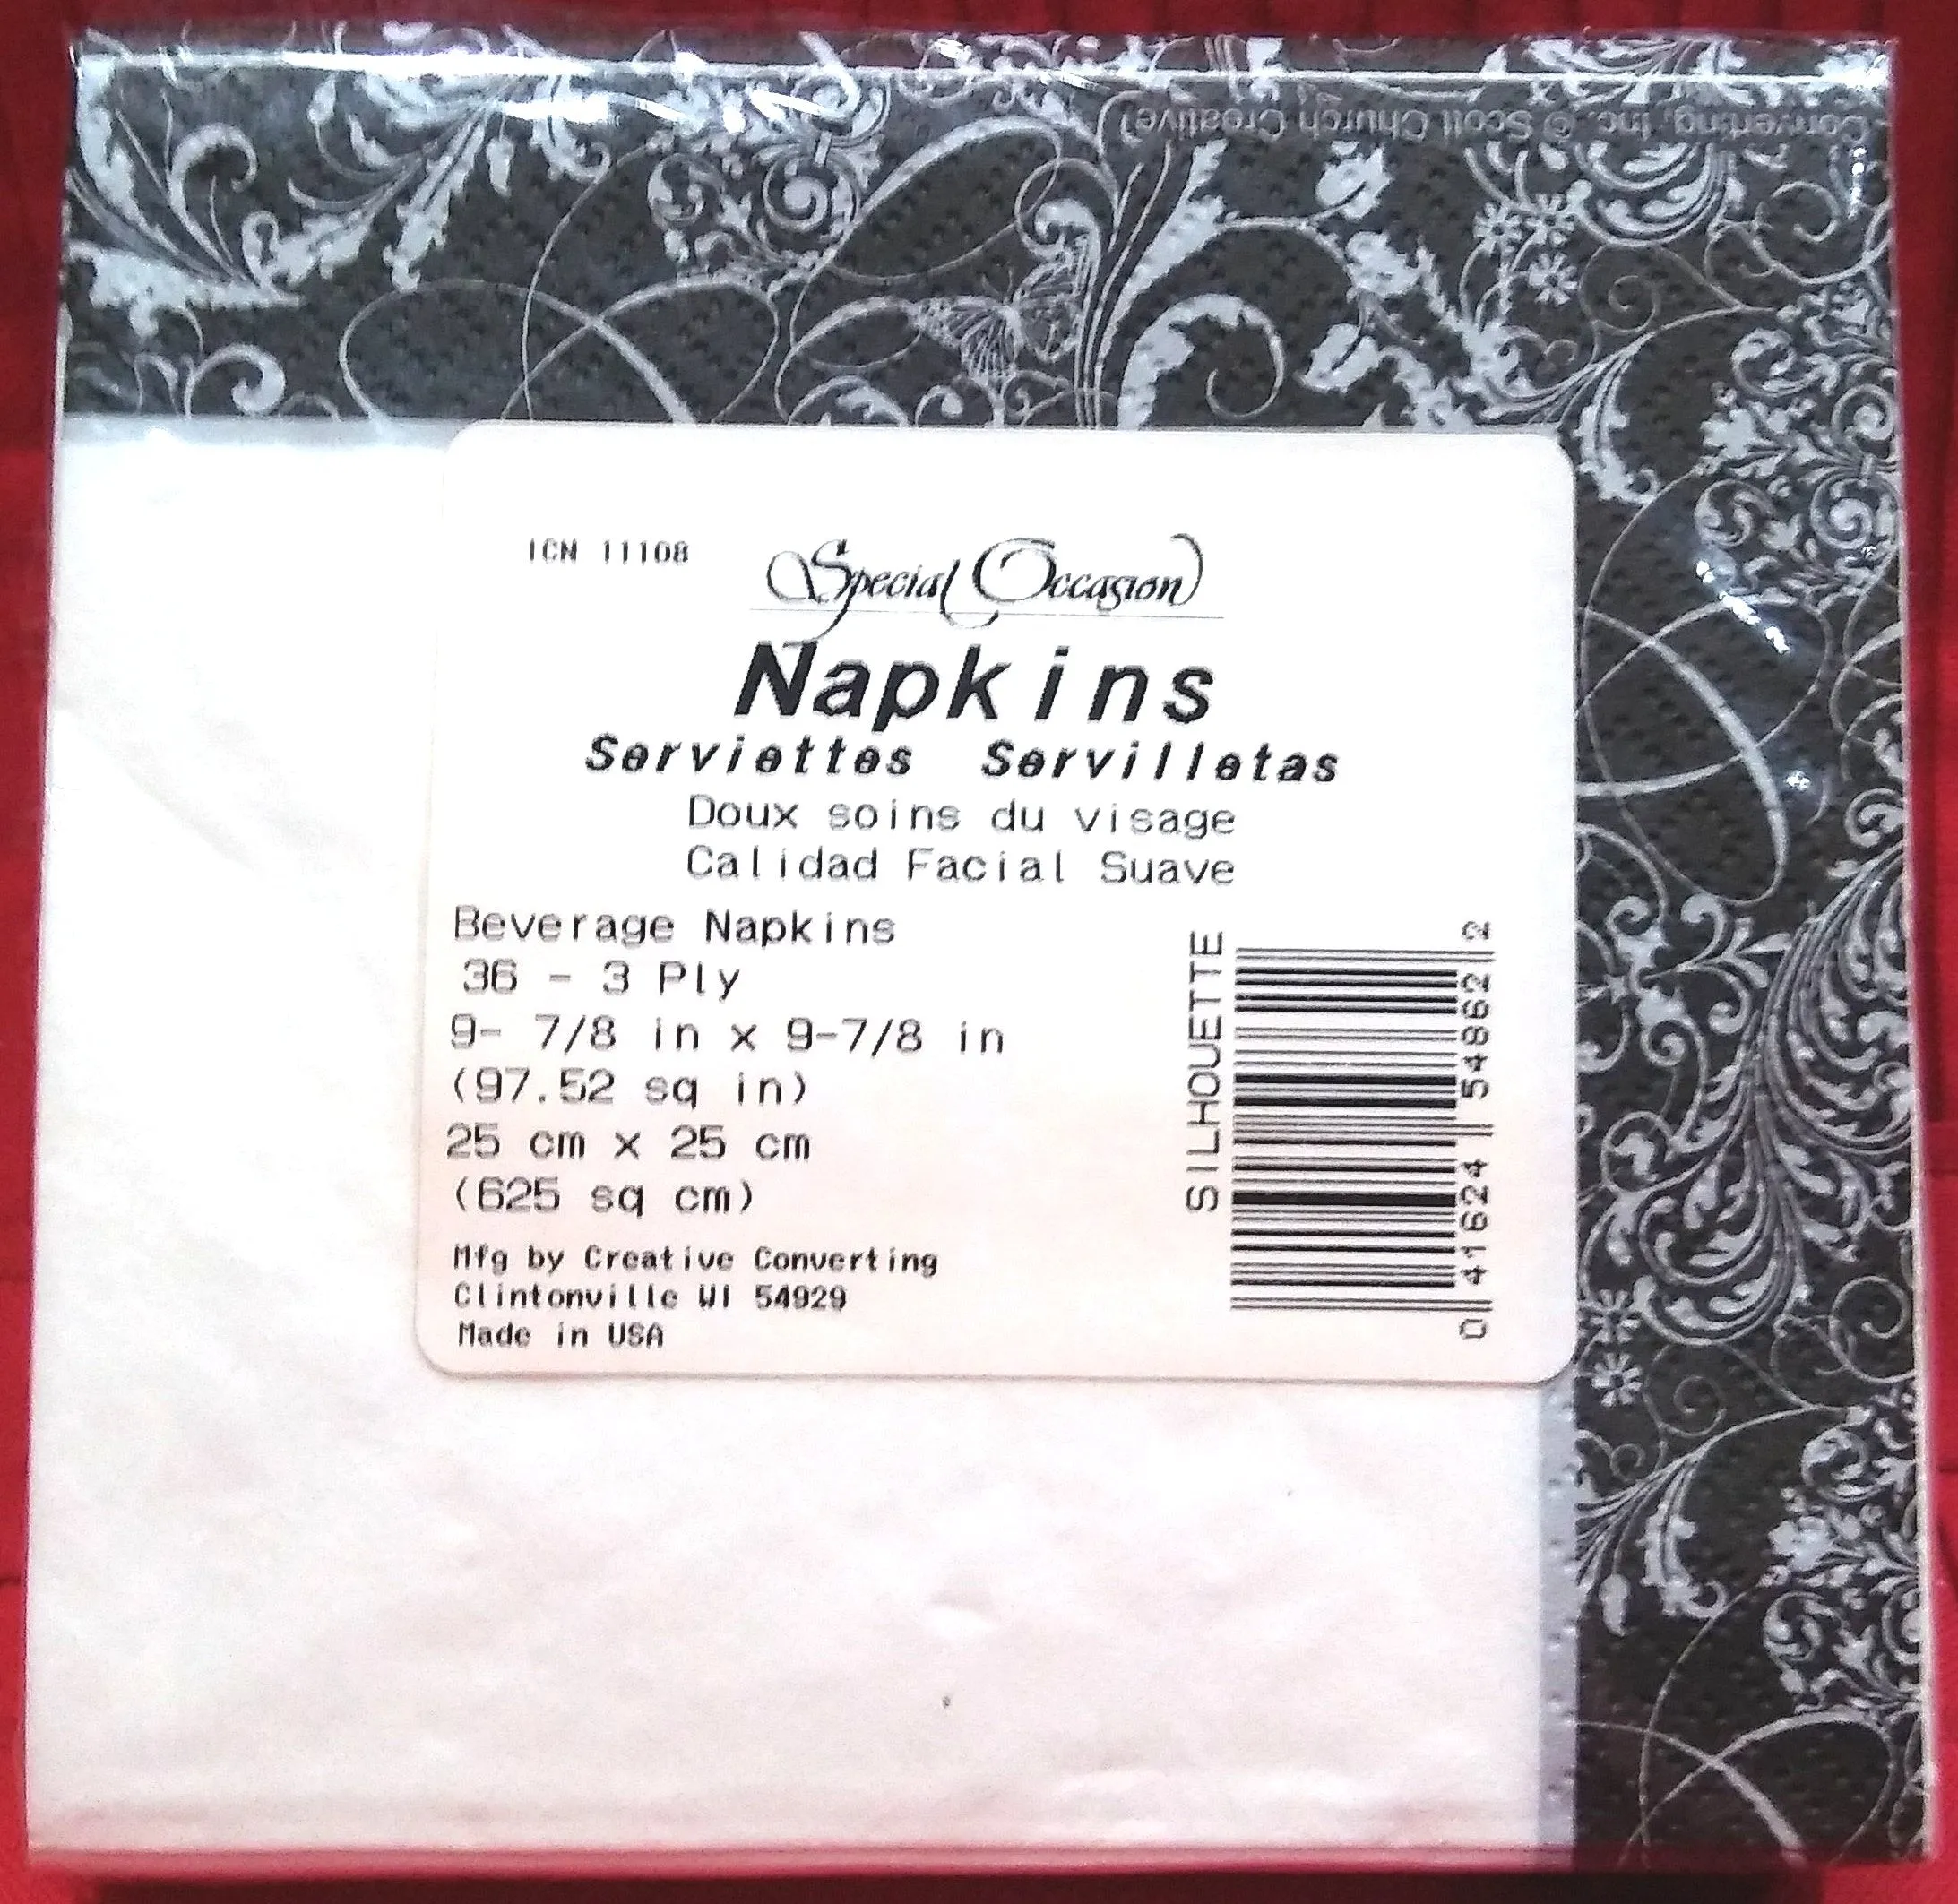 Converting, Inc. © Scott Church Creative)
ICN 11108
Special Occasion
Napkins
Serviettes Servilletas
Doux soins du visage
Calidad Facial Suave
Beverage Napkins
36 - 3 Ply
9- 7/8 in x 9-7/8 in
(97.52 sq in)
25 cm x 25 cm
(625 sq cm)
Mfg by Creative Converting
Clintonville WI 54929
Made in USA
SILHOUETTE
0 41624 54862 2